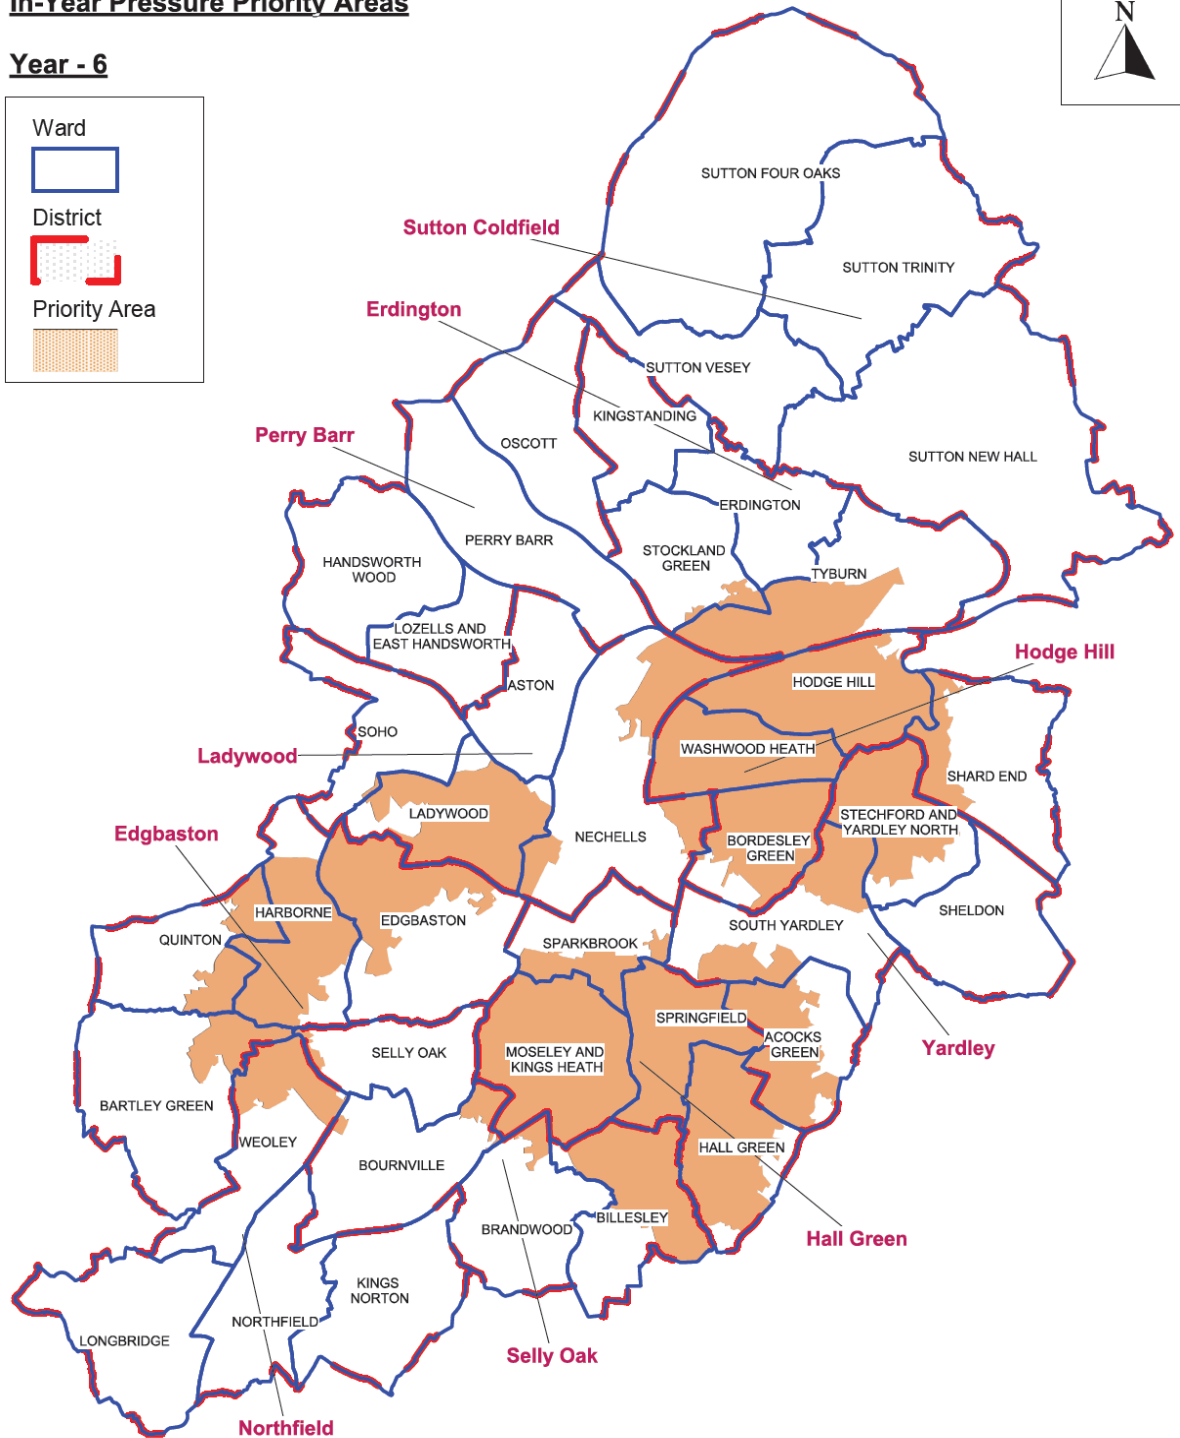 In-Year Pressure Priority Areas
Year - 6
N
Ward
District
Priority Area
SUTTON FOUR OAKS
Sutton Coldfield
SUTTON TRINITY
Erdington
SUTTON VESEY
KINGSTANDING
Perry Barr
OSCOTT
SUTTON NEW HALL
ERDINGTON
PERRY BARR
STOCKLAND
GREEN
HANDSWORTH
WOOD
TYBURN
LOZELLS AND
EAST HANDSWORTH
Hodge Hill
ASTON
HODGE HILL
SOHO
WASHWOOD HEATH
Ladywood
SHARD END
LADYWOOD
STECHFORD AND
YARDLEY NORTH
Edgbaston
NECHELLS
BORDESLEY
GREEN
HARBORNE
EDGBASTON
SHELDON
SOUTH YARDLEY
QUINTON
SPARKBROOK
SPRINGFIELD
ACOCKS
GREEN
Yardley
SELLY OAK
MOSELEY AND
KINGS HEATH
BARTLEY GREEN
WEOLEY
HALL GREEN
BOURNVILLE
BRANDWOOD
BILLESLEY
Hall Green
KINGS
NORTON
NORTHFIELD
LONGBRIDGE
Selly Oak
Northfield